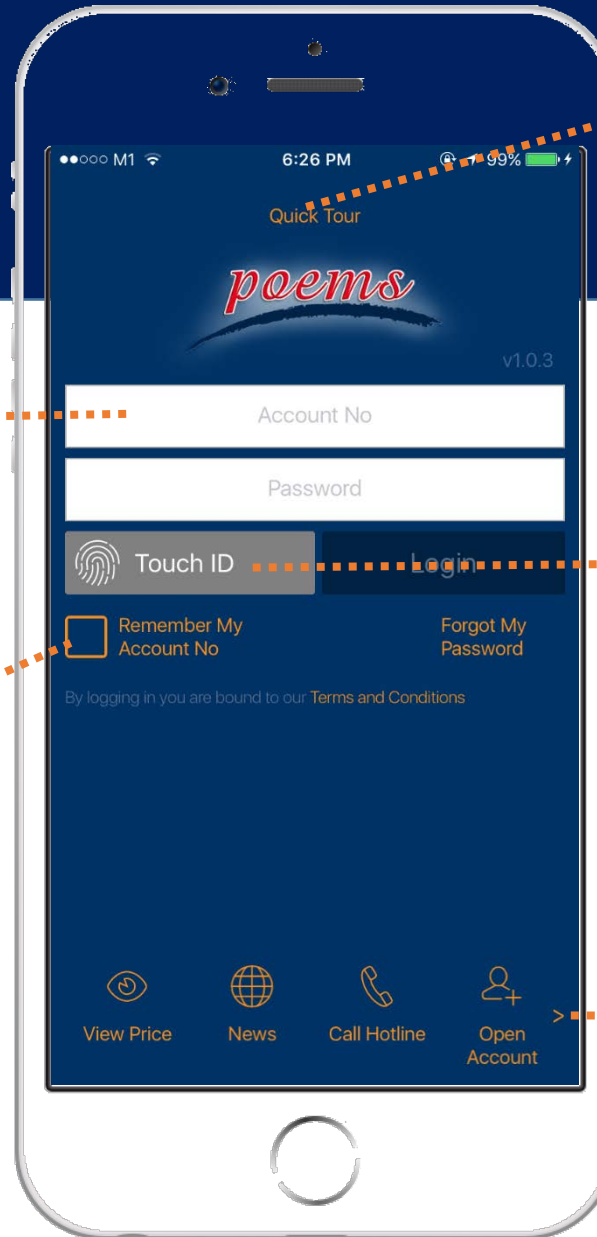 M1 6:26 PM 99%
Quick Tour
poems
v1.0.3
Account No
Password
Touch ID Login
Remember My
Account No
Forgot My
Password
By logging in you are bound to our Terms and Conditions
View Price News Call Hotline Open
Account
>